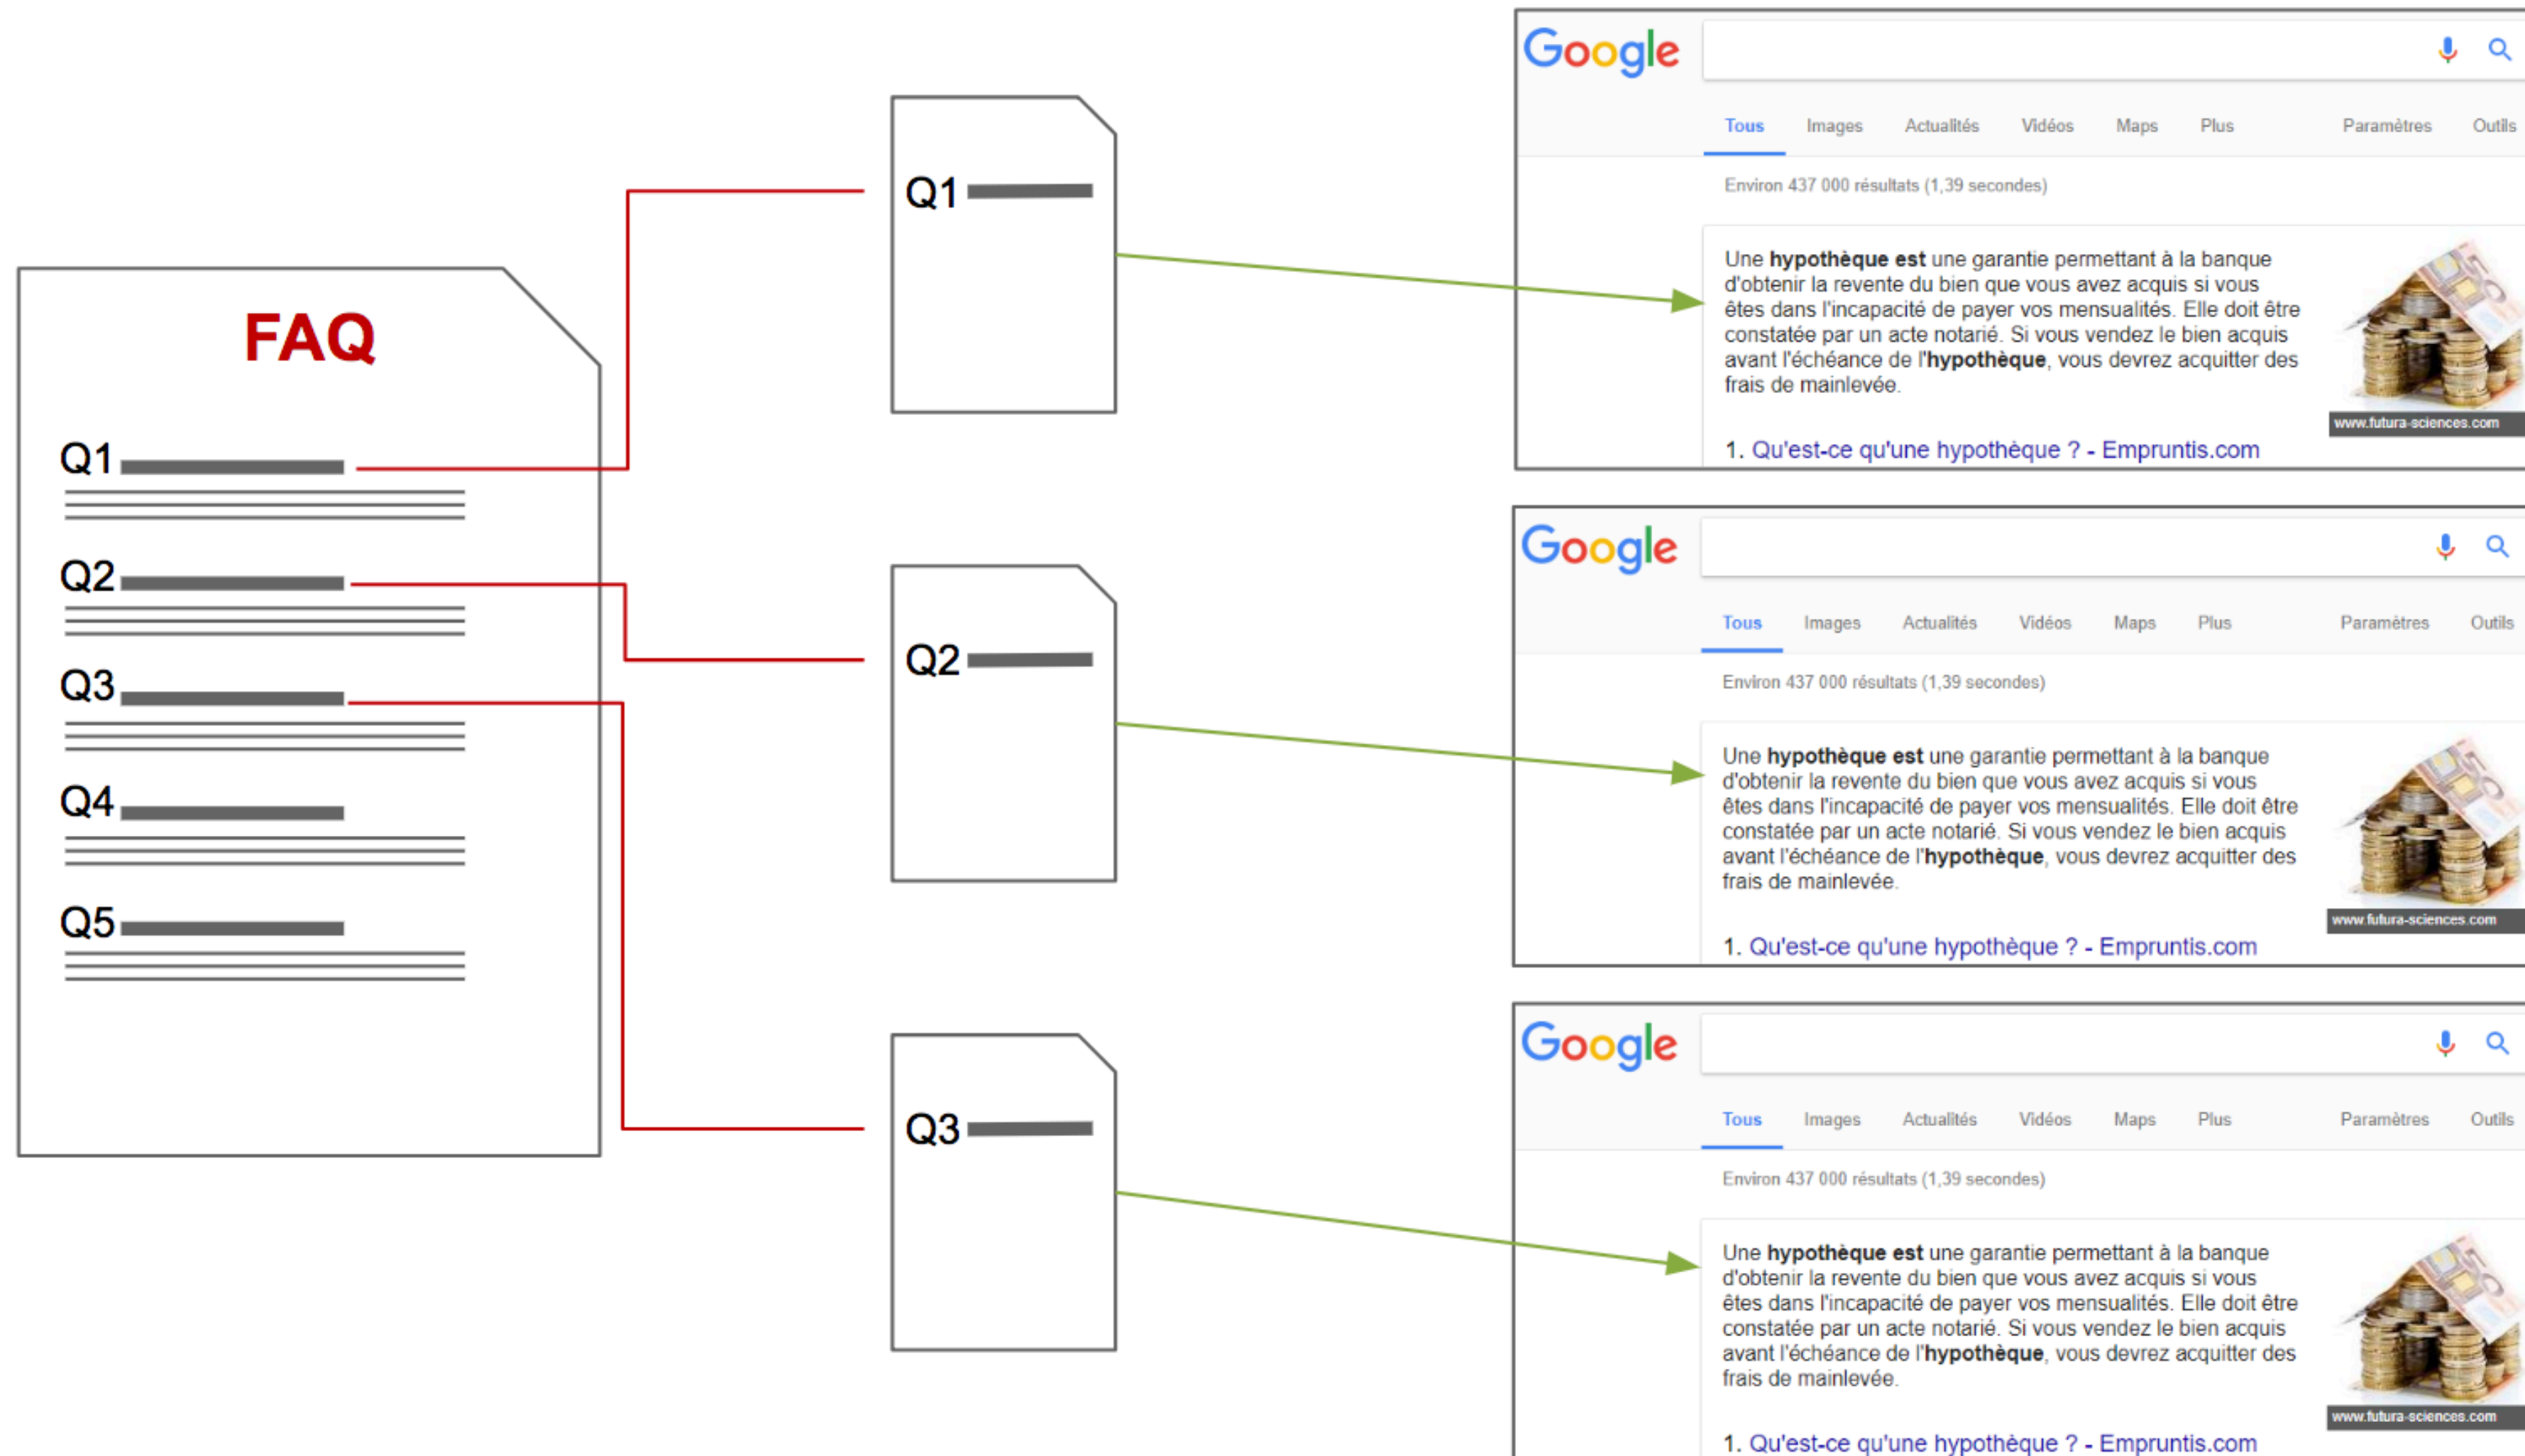 FAQ
Q1
Q2
Q3
Q4
Q5
Q1
Q2
Q3
Google
Tous Images Actualités Vidéos Maps Plus Paramètres Outils
Environ 437 000 résultats (1,39 secondes)
Une hypothèque est une garantie permettant à la banque
d'obtenir la revente du bien que vous avez acquis si vous
êtes dans l'incapacité de payer vos mensualités. Elle doit être
constatée par un acte notarié. Si vous vendez le bien acquis
avant l'échéance de l'hypothèque, vous devrez acquitter des
frais de mainlevée.
www.futura-sciences.com
1. Qu'est-ce qu'une hypothèque ? - Empruntis.com
Google
Tous Images Actualités Vidéos Maps Plus Paramètres Outils
Environ 437 000 résultats (1,39 secondes)
Une hypothèque est une garantie permettant à la banque
d'obtenir la revente du bien que vous avez acquis si vous
êtes dans l'incapacité de payer vos mensualités. Elle doit être
constatée par un acte notarié. Si vous vendez le bien acquis
avant l'échéance de l'hypothèque, vous devrez acquitter des
frais de mainlevée.
www.futura-sciences.com
1. Qu'est-ce qu'une hypothèque ? - Empruntis.com
Google
Tous Images Actualités Vidéos Maps Plus Paramètres Outils
Environ 437 000 résultats (1,39 secondes)
Une hypothèque est une garantie permettant à la banque
d'obtenir la revente du bien que vous avez acquis si vous
êtes dans l'incapacité de payer vos mensualités. Elle doit être
constatée par un acte notarié. Si vous vendez le bien acquis
avant l'échéance de l'hypothèque, vous devrez acquitter des
frais de mainlevée.
www.futura-sciences.com
1. Qu'est-ce qu'une hypothèque ? - Empruntis.com